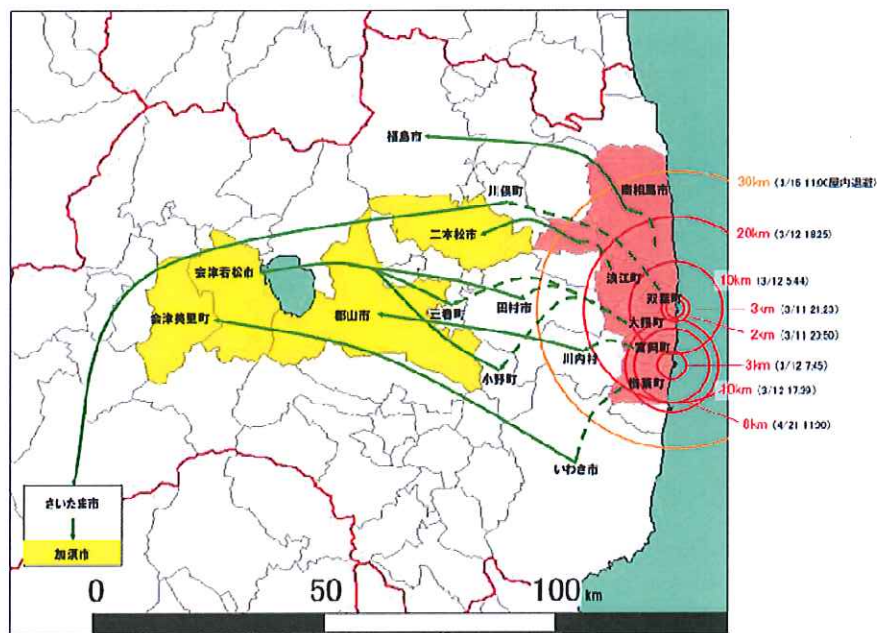 福島市
川俣町
南相馬市
30km (3/15 11:00屋内退避)
二本松市
20km (3/12 18:25)
会津若松市
浪江町
10km (3/12 5:44)
双葉町
会津美里町
郡山市
三春町
田村市
大熊町
3km (3/11 21:23)
2km (3/11 20:50)
川内村
富岡町
小野町
楢葉町
3km (3/12 7:45)
10km (3/12 17:39)
8km (4/21 11:00)
いわき市
さいたま市
加須市
0 50 100 km